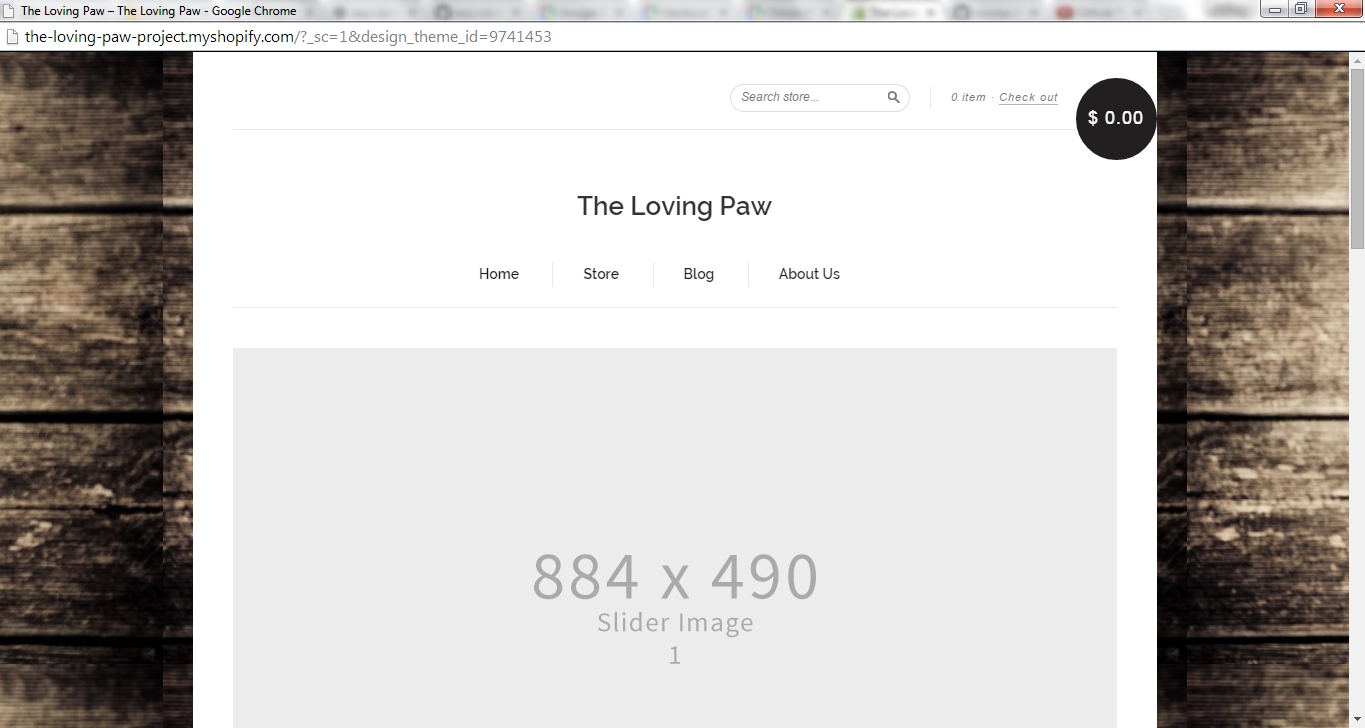 The Loving Paw – The Loving Paw - Google Chrome
the-loving-paw-project.myshopify.com/?_sc=1&design_theme_id=9741453
Search store...
0 item · Check out
$ 0.00
The Loving Paw
Home
Store
Blog
About Us
884 x 490
Slider Image
1